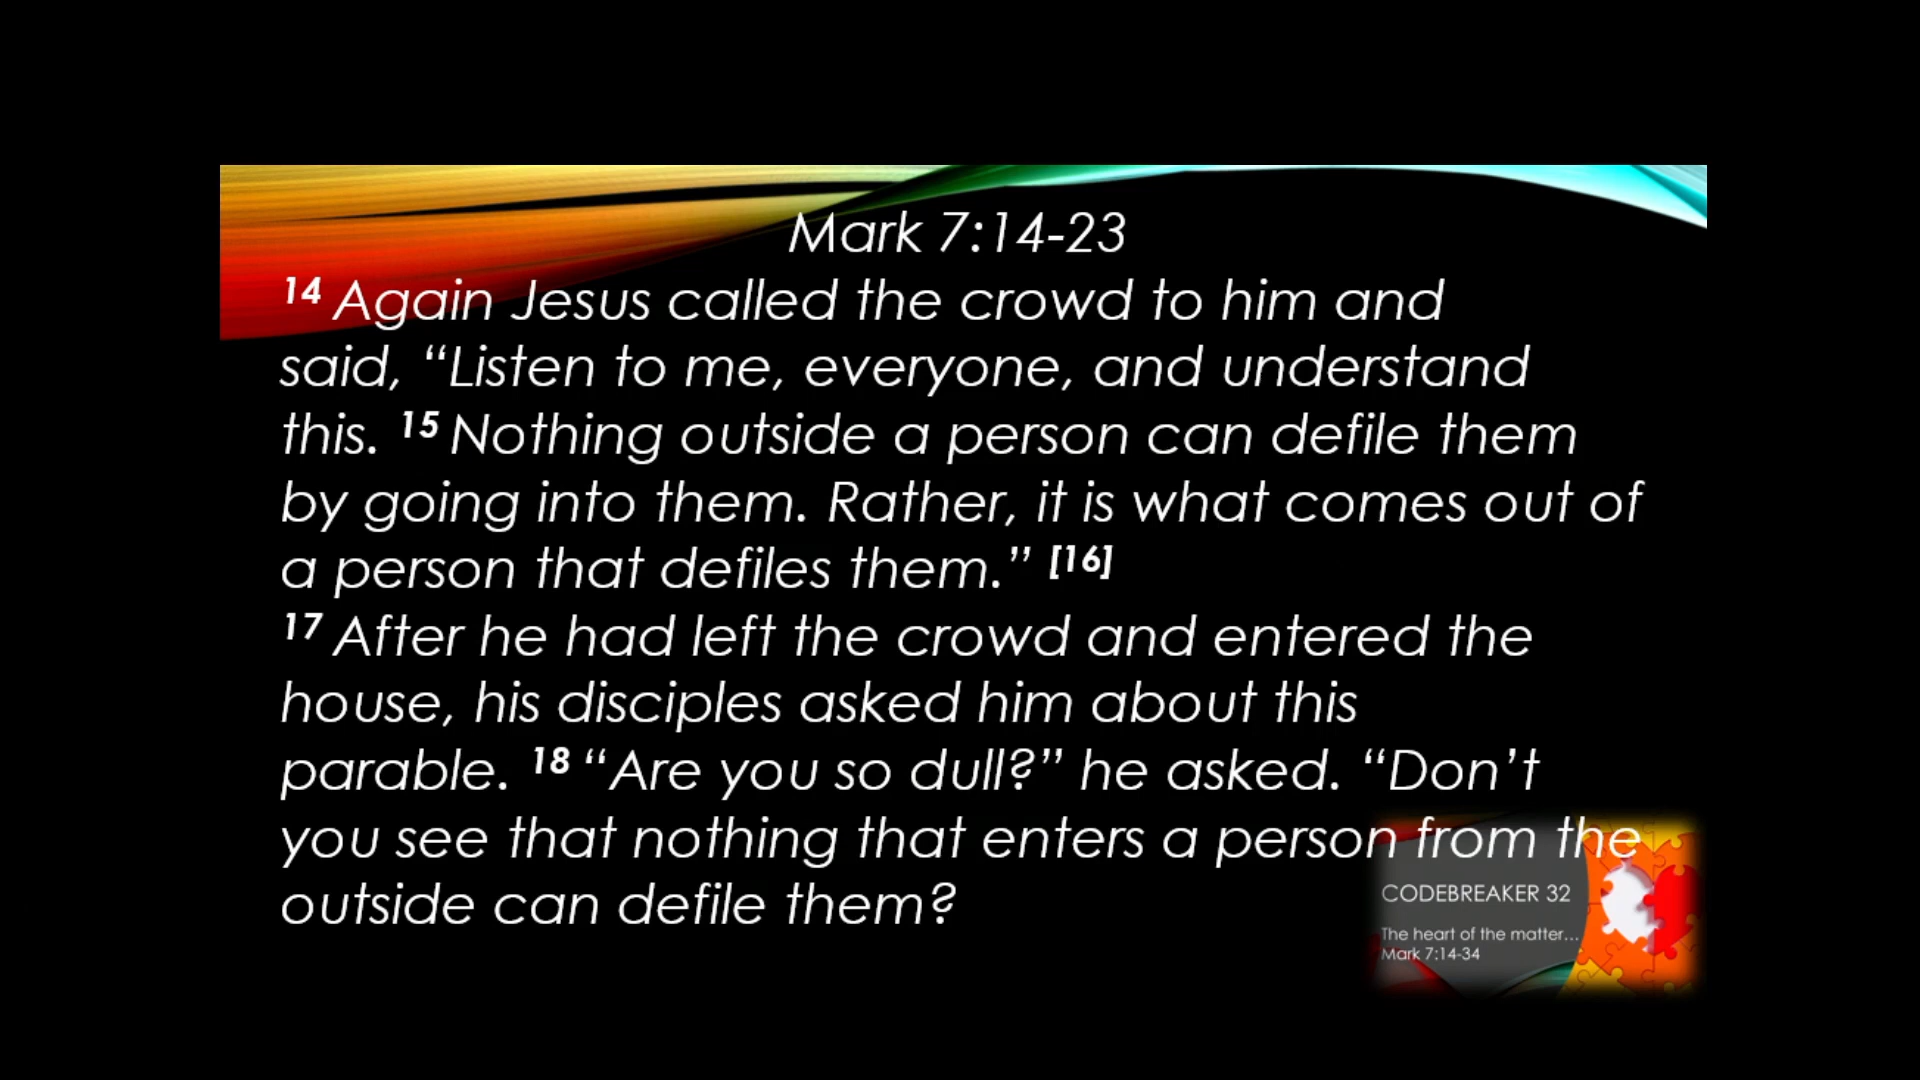 Mark 7:14-23
14 Again Jesus called the crowd to him and
said, “Listen to me, everyone, and understand
this. 15 Nothing outside a person can defile them
by going into them. Rather, it is what comes out of
a person that defiles them.” [16]
17 After he had left the crowd and entered the
house, his disciples asked him about this
parable. 18 “Are you so dull?” he asked. “Don’t
you see that nothing that enters a person from the
outside can defile them?
CODEBREAKER 32
The heart of the matter...
Mark 7:14-34